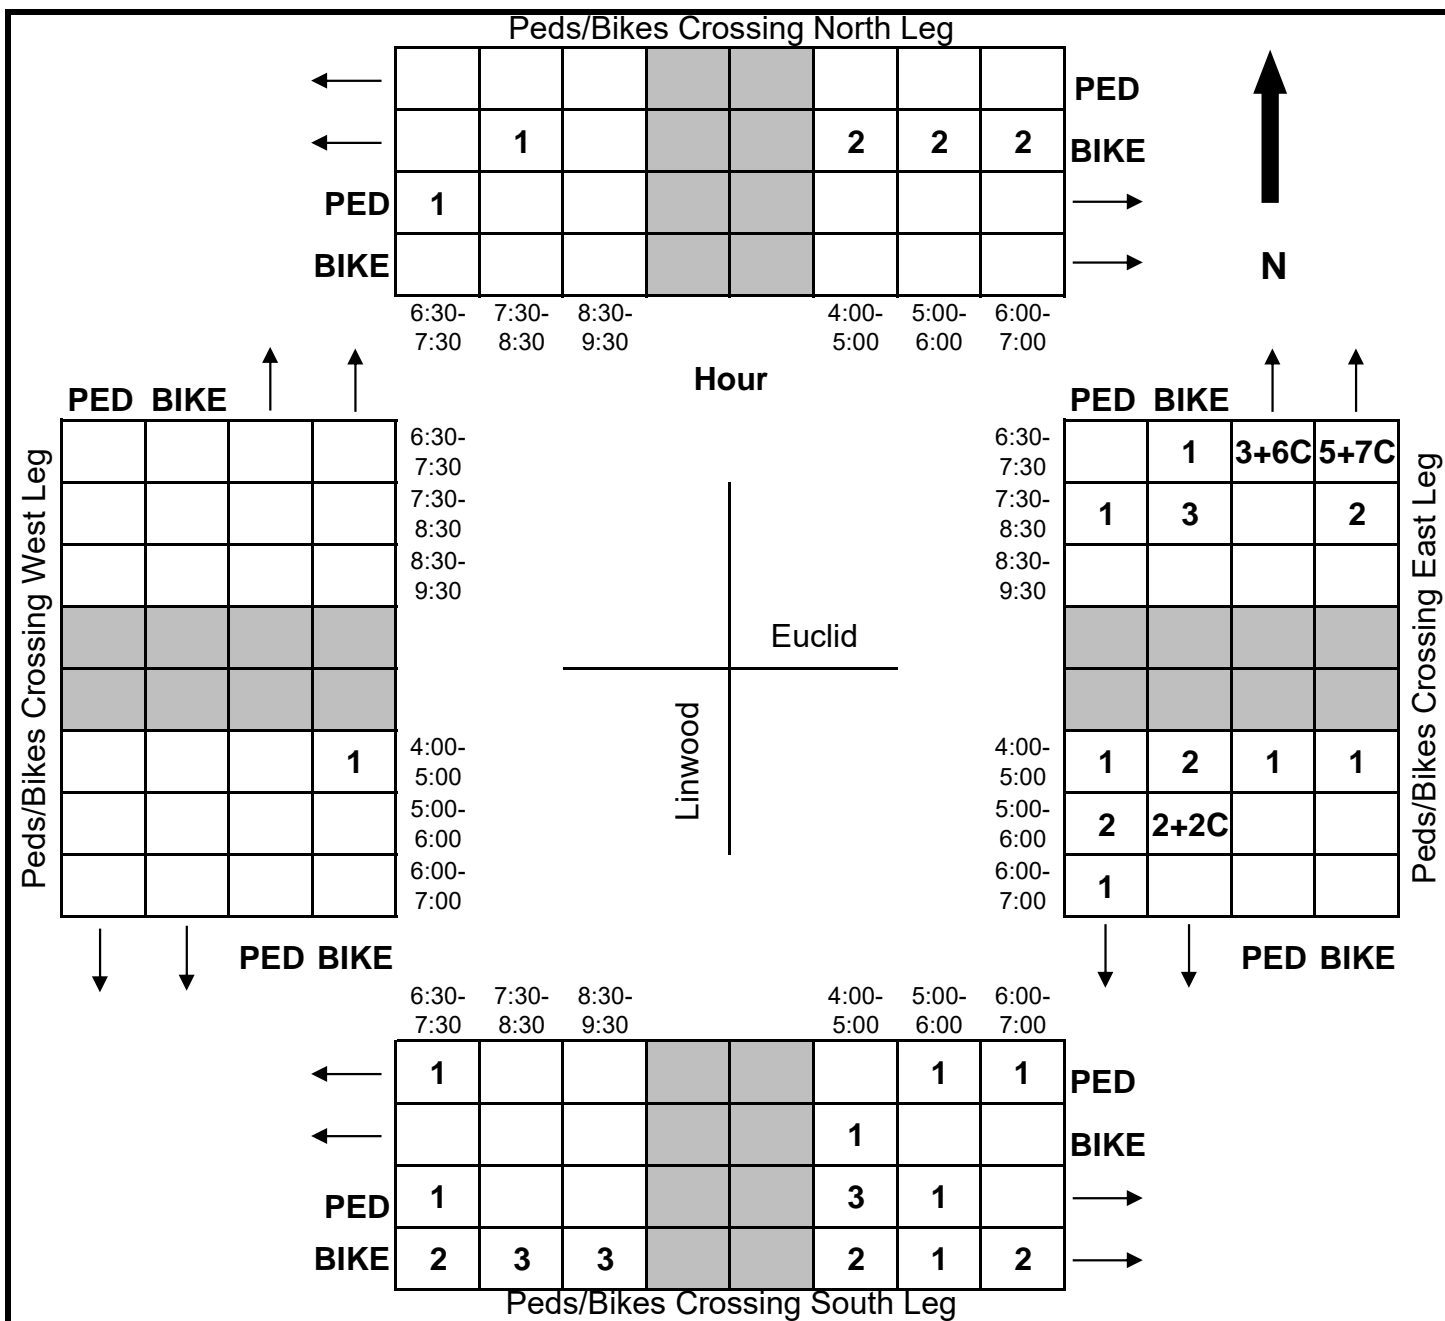 Peds/Bikes Crossing North Leg
PED
1 2 2 2 BIKE
PED 1
BIKE
N
6:30- 7:30- 8:30- 4:00- 5:00- 6:00-
7:30 8:30 9:30 5:00 6:00 7:00
Hour
Peds/Bikes Crossing West Leg
PED BIKE
6:30-
7:30
7:30-
8:30
8:30-
9:30
1 4:00-
5:00
5:00-
6:00
6:00-
7:00
PED BIKE
Euclid
Linwood
PED BIKE
6:30- 1 3+6C 5+7C
7:30
7:30- 1 3 2
8:30
8:30-
9:30
4:00- 1 2 1 1
5:00
5:00- 2 2+2C
6:00
6:00- 1
7:00
PED BIKE
Peds/Bikes Crossing East Leg
6:30- 7:30- 8:30- 4:00- 5:00- 6:00-
7:30 8:30 9:30 5:00 6:00 7:00
1 1 1 PED
1 BIKE
PED 1 3 1
BIKE 2 3 3 2 1 2
Peds/Bikes Crossing South Leg